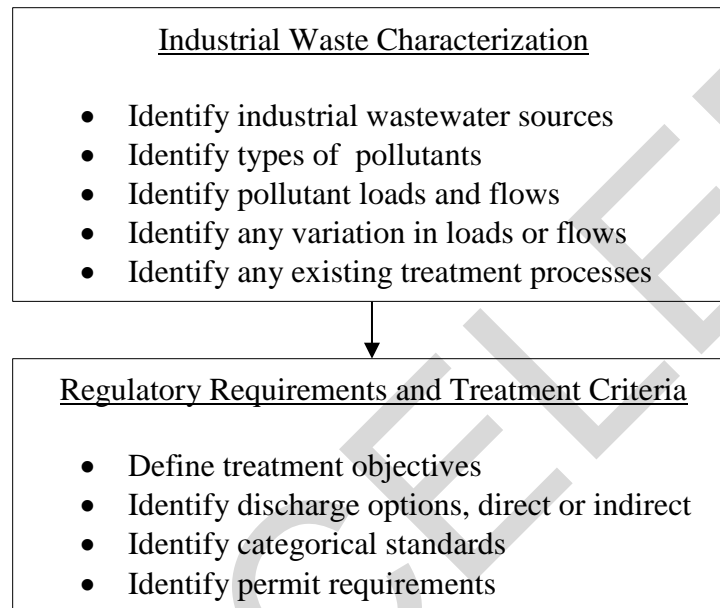 Industrial Waste Characterization
• Identify industrial wastewater sources
• Identify types of pollutants
• Identify pollutant loads and flows
• Identify any variation in loads or flows
• Identify any existing treatment processes
Regulatory Requirements and Treatment Criteria
• Define treatment objectives
• Identify discharge options, direct or indirect
• Identify categorical standards
• Identify permit requirements